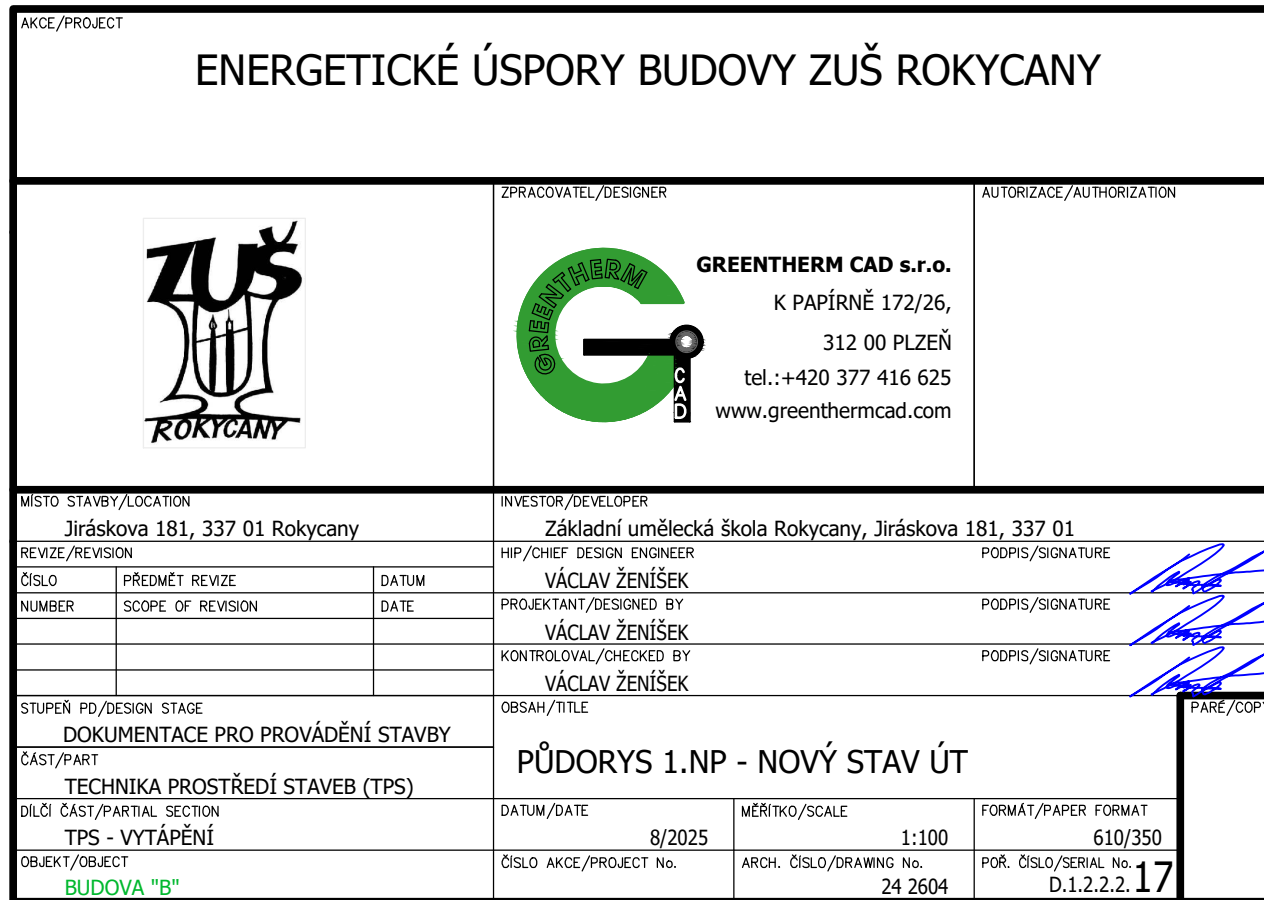 AKCE/PROJECT
ENERGETICKÉ ÚSPORY BUDOVY ZUŠ ROKYCANY
ZUŠ
ROKYCANY
ZPRACOVATEL/DESIGNER
GREENTHERM
CAD
GREENTHERM CAD s.r.o.
K PAPÍRNĚ 172/26,
312 00 PLZEŇ
tel.:+420 377 416 625
www.greenthermcad.com
AUTORIZACE/AUTHORIZATION
MÍSTO STAVBY/LOCATION
Jiráskova 181, 337 01 Rokycany
INVESTOR/DEVELOPER
Základní umělecká škola Rokycany, Jiráskova 181, 337 01
REVIZE/REVISION
ČÍSLO PŘEDMĚT REVIZE DATUM
NUMBER SCOPE OF REVISION DATE
HIP/CHIEF DESIGN ENGINEER PODPIS/SIGNATURE
VÁCLAV ŽENÍŠEK
PROJEKTANT/DESIGNED BY PODPIS/SIGNATURE
VÁCLAV ŽENÍŠEK
KONTROLOVAL/CHECKED BY PODPIS/SIGNATURE
VÁCLAV ŽENÍŠEK
STUPEŇ PD/DESIGN STAGE
DOKUMENTACE PRO PROVÁDĚNÍ STAVBY
ČÁST/PART
TECHNIKA PROSTŘEDÍ STAVEB (TPS)
DÍLČÍ ČÁST/PARTIAL SECTION
TPS - VYTÁPĚNÍ
OBJEKT/OBJECT
BUDOVA "B"
OBSAH/TITLE
PŮDORYS 1.NP - NOVÝ STAV ÚT
PARÉ/COPY
DATUM/DATE
8/2025
MĚŘÍTKO/SCALE
1:100
FORMÁT/PAPER FORMAT
610/350
ČÍSLO AKCE/PROJECT No.
ARCH. ČÍSLO/DRAWING No.
24 2604
POŘ. ČÍSLO/SERIAL No.
D.1.2.2.2. 17